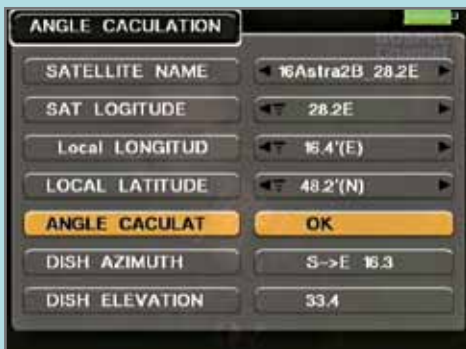 ANGLE CACULATION
SATELLITE NAME 16Astra2B 28.2E
SAT LOGITUDE 28.2E
Local LONGITUD 16.4'(E)
LOCAL LATITUDE 48.2'(N)
ANGLE CACULAT OK
DISH AZIMUTH S->E 16.3
DISH ELEVATION 33.4